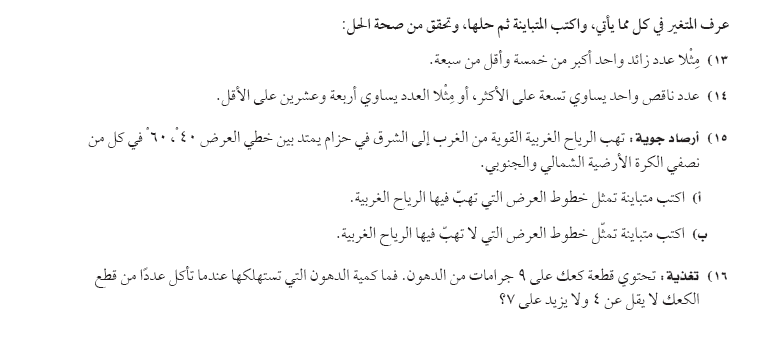 عرف المتغير في كل مما يأتي، واكتب المتباينة ثم حلها، وتحقق من صحة الحل:
١٣) مِثْلا عدد زائد واحد أكبر من خمسة وأقل من سبعة.
١٤) عدد ناقص واحد يساوي تسعة على الأكثر، أو مِثْلا العدد يساوي أربعة وعشرين على الأقل.
١٥) أرصاد جوية: تهب الرياح الغربية القوية من الغرب إلى الشرق في حزام يمتد بين خطي العرض ٤٠°، ٦٠° في كل من
نصفي الكرة الأرضية الشمالي والجنوبي.
أ) اكتب متباينة تمثل خطوط العرض التي تهبّ فيها الرياح الغربية.
ب) اكتب متباينة تمثّل خطوط العرض التي لا تهبّ فيها الرياح الغربية.
١٦) تغذية: تحتوي قطعة كعك على ٩ جرامات من الدهون. فما كمية الدهون التي تستهلكها عندما تأكل عددًا من قطع
الكعك لا يقل عن ٤ ولا يزيد على ٧؟